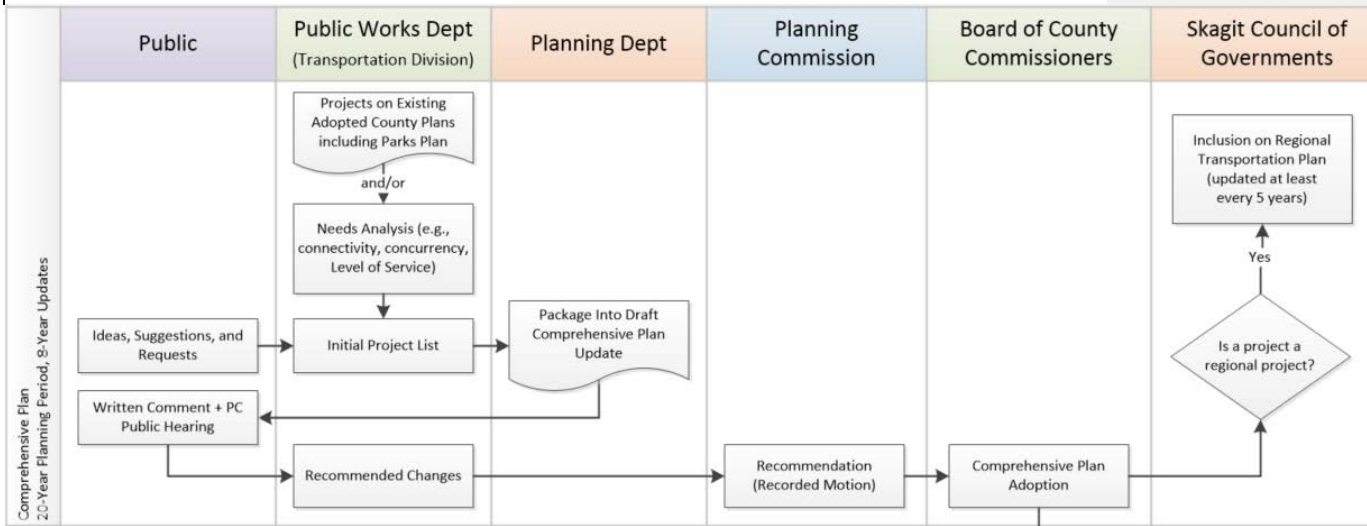 Public
Public Works Dept
(Transportation Division)
Planning Dept
Planning
Commission
Board of County
Commissioners
Skagit Council of
Governments
Comprehensive Plan
20-Year Planning Period, 8-Year Updates
Projects on Existing
Adopted County Plans
including Parks Plan
and/or
Needs Analysis (e.g.,
connectivity, concurrency,
Level of Service)
Ideas, Suggestions, and
Requests
Initial Project List
Package Into Draft
Comprehensive Plan
Update
Written Comment + PC
Public Hearing
Recommended Changes
Recommendation
(Recorded Motion)
Comprehensive Plan
Adoption
Is a project a
regional project?
Yes
Inclusion on Regional
Transportation Plan
(updated at least
every 5 years)